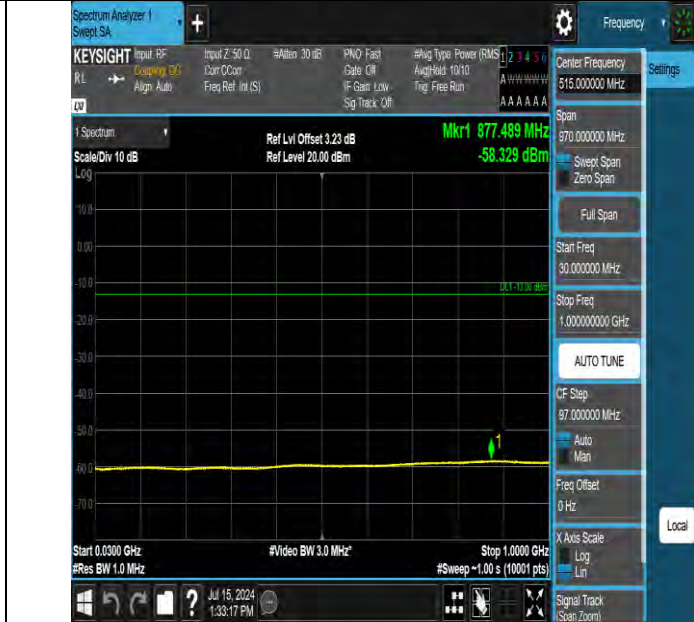 Spectrum Analyzer 1
Swept SA
Frequency
KEYSIGHT
RL
Input: RF
Coupling: DC
Align: Auto
Input Z: 50 Ω
Corr CCorr
Freq Ref: Int (S)
#Atten: 30 dB
PNO: Fast
Gate: Off
IF Gain: Low
Sig Track: Off
#Avg Type: Power (RMS
Avg|Hold: 10/10
Trig: Free Run
1 2 3 4 5 6
A W W W W W
A A A A A A
LW
1 Spectrum
Scale/Div 10 dB
Log
Ref Lvl Offset 3.23 dB
Ref Level 20.00 dBm
Mkr1 877.489 MHz
-58.329 dBm
10.0
0.00
-10.0
DL1 -13.00 dBm
-20.0
-30.0
-40.0
-50.0
1
-60.0
-70.0
Start 0.0300 GHz
#Res BW 1.0 MHz
#Video BW 3.0 MHz*
Stop 1.0000 GHz
#Sweep ~1.00 s (10001 pts)
Center Frequency
515.000000 MHz
Settings
Span
970.000000 MHz
Swept Span
Zero Span
Full Span
Start Freq
30.000000 MHz
Stop Freq
1.000000000 GHz
AUTO TUNE
CF Step
97.000000 MHz
Auto
Man
Freq Offset
0 Hz
X Axis Scale
Log
Lin
Local
Signal Track
(Span Zoom)
?
Jul 15, 2024
1:33:17 PM